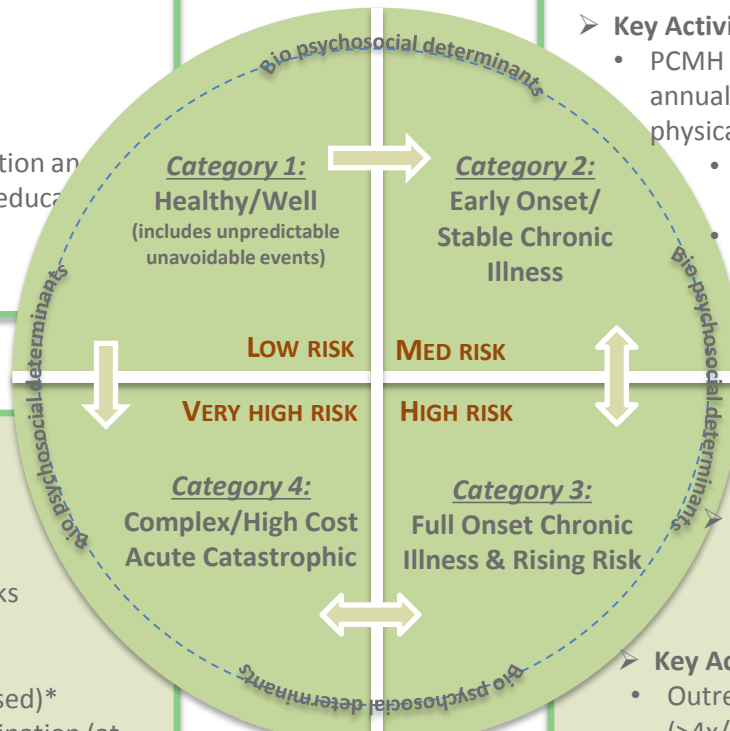 Bio psychosocial determinants
➢ Key Activi
• PCMH
annual
physica
•
•
tion an
educa
Category 1:
Healthy/Well
(includes unpredictable
unavoidable events)
Category 2:
Early Onset/
Stable Chronic
Illness
Bio psychosocial determinants
Bio psychosocial determinants
LOW RISK
MED RISK
VERY HIGH RISK
HIGH RISK
Category 4:
Complex/High Cost
Acute Catastrophic
Category 3:
Full Onset Chronic
Illness & Rising Risk
➢
ks
sed)*
Bio psychosocial determinants
➢ Key Ac
• Outre